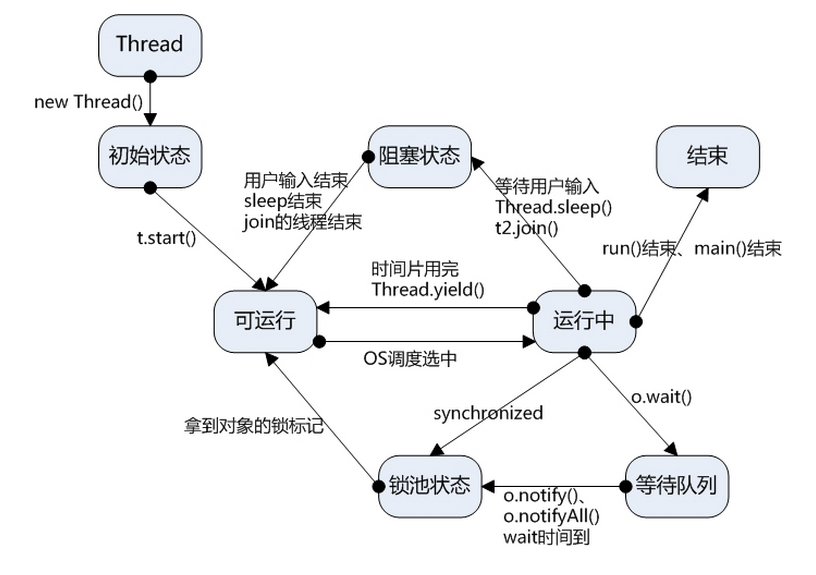 Thread
new Thread()
初始状态
阻塞状态
结束
用户输入结束
sleep结束
join的线程结束
等待用户输入
Thread.sleep()
t2.join()
t.start()
run()结束、main()结束
时间片用完
Thread.yield()
可运行
运行中
OS调度选中
synchronized
o.wait()
拿到对象的锁标记
锁池状态
等待队列
o.notify()、
o.notifyAll()
wait时间到